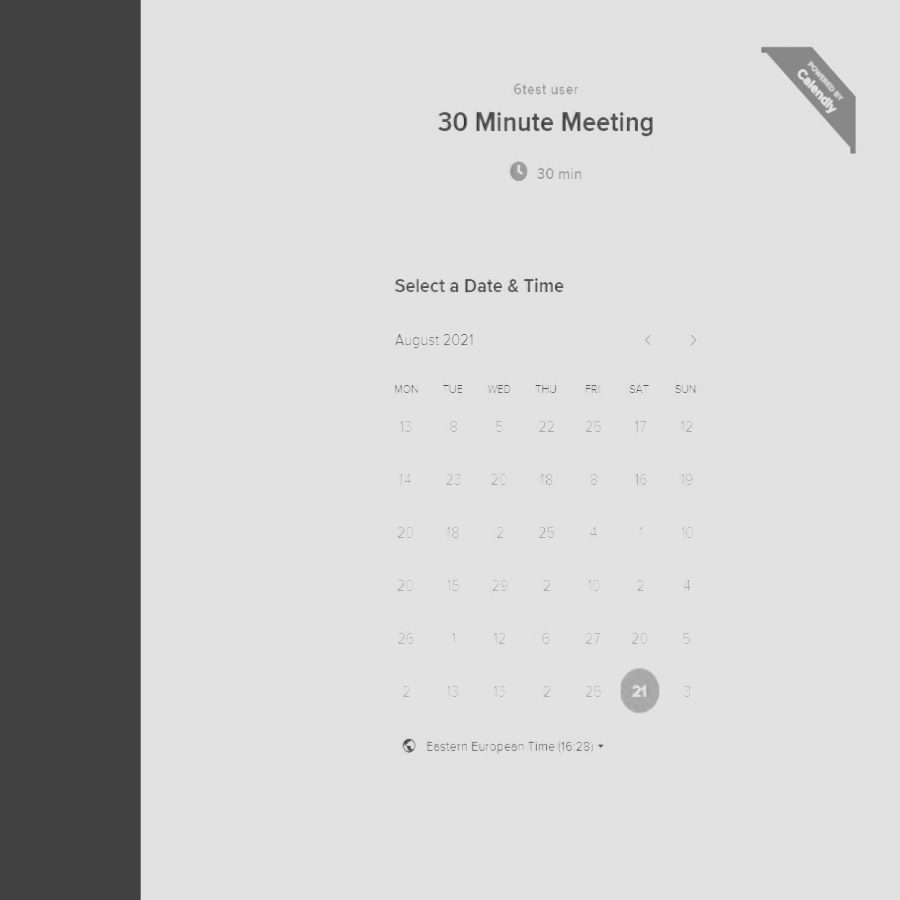 POWERED BY
Calendly
6test user
30 Minute Meeting
30 min
Select a Date & Time
August 2021
MON TUE WED THU FRI SAT SUN
13 8 5 22 25 17 12
14 23 20 18 8 16 19
20 18 2 25 4 1 10
20 15 29 2 10 2 4
26 1 12 6 27 20 5
2 13 13 2 25 21 3
Eastern European Time (16:28)